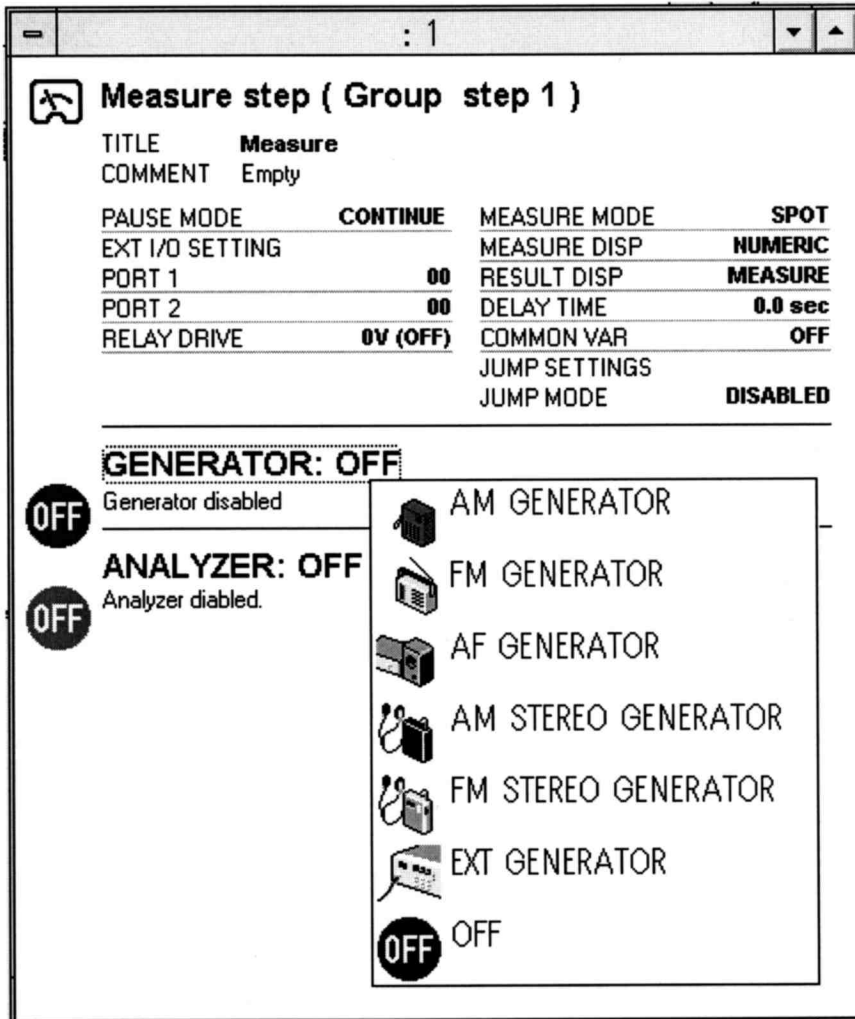 : 1
Measure step ( Group step 1 )
TITLE Measure
COMMENT Empty
PAUSE MODE CONTINUE
EXT I/O SETTING
PORT 1 00
PORT 2 00
RELAY DRIVE 0V (OFF)
MEASURE MODE SPOT
MEASURE DISP NUMERIC
RESULT DISP MEASURE
DELAY TIME 0.0 sec
COMMON VAR OFF
JUMP SETTINGS
JUMP MODE DISABLED
GENERATOR: OFF
OFF Generator disabled
ANALYZER: OFF
OFF Analyzer diabled.
AM GENERATOR
FM GENERATOR
AF GENERATOR
AM STEREO GENERATOR
FM STEREO GENERATOR
EXT GENERATOR
OFF OFF